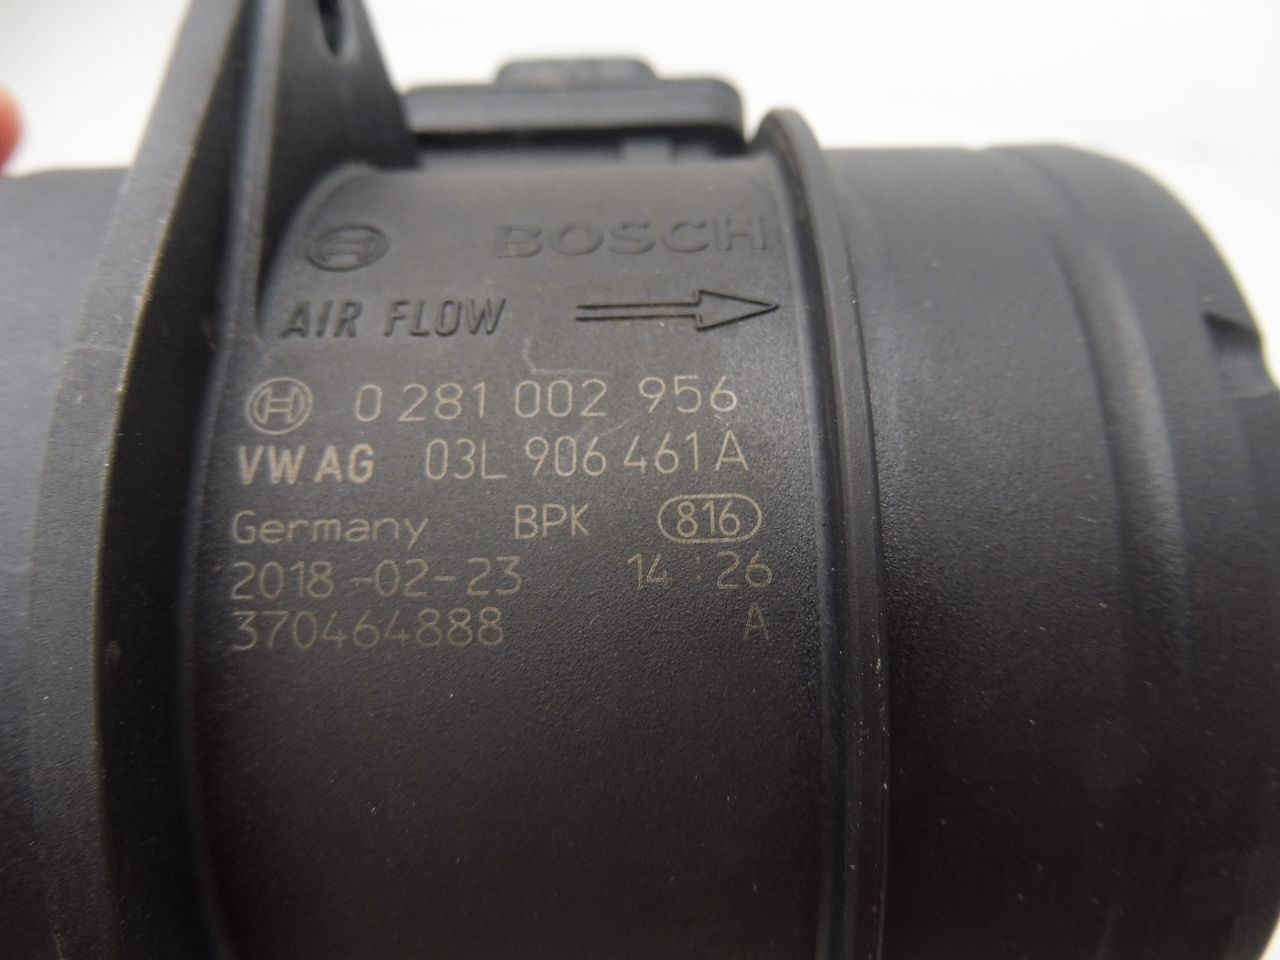 BOSCH
AIR FLOW
0 281 002 956
VW AG 03L 906 461 A
Germany BPK 816
2018-02-23 14:26
370464888 A